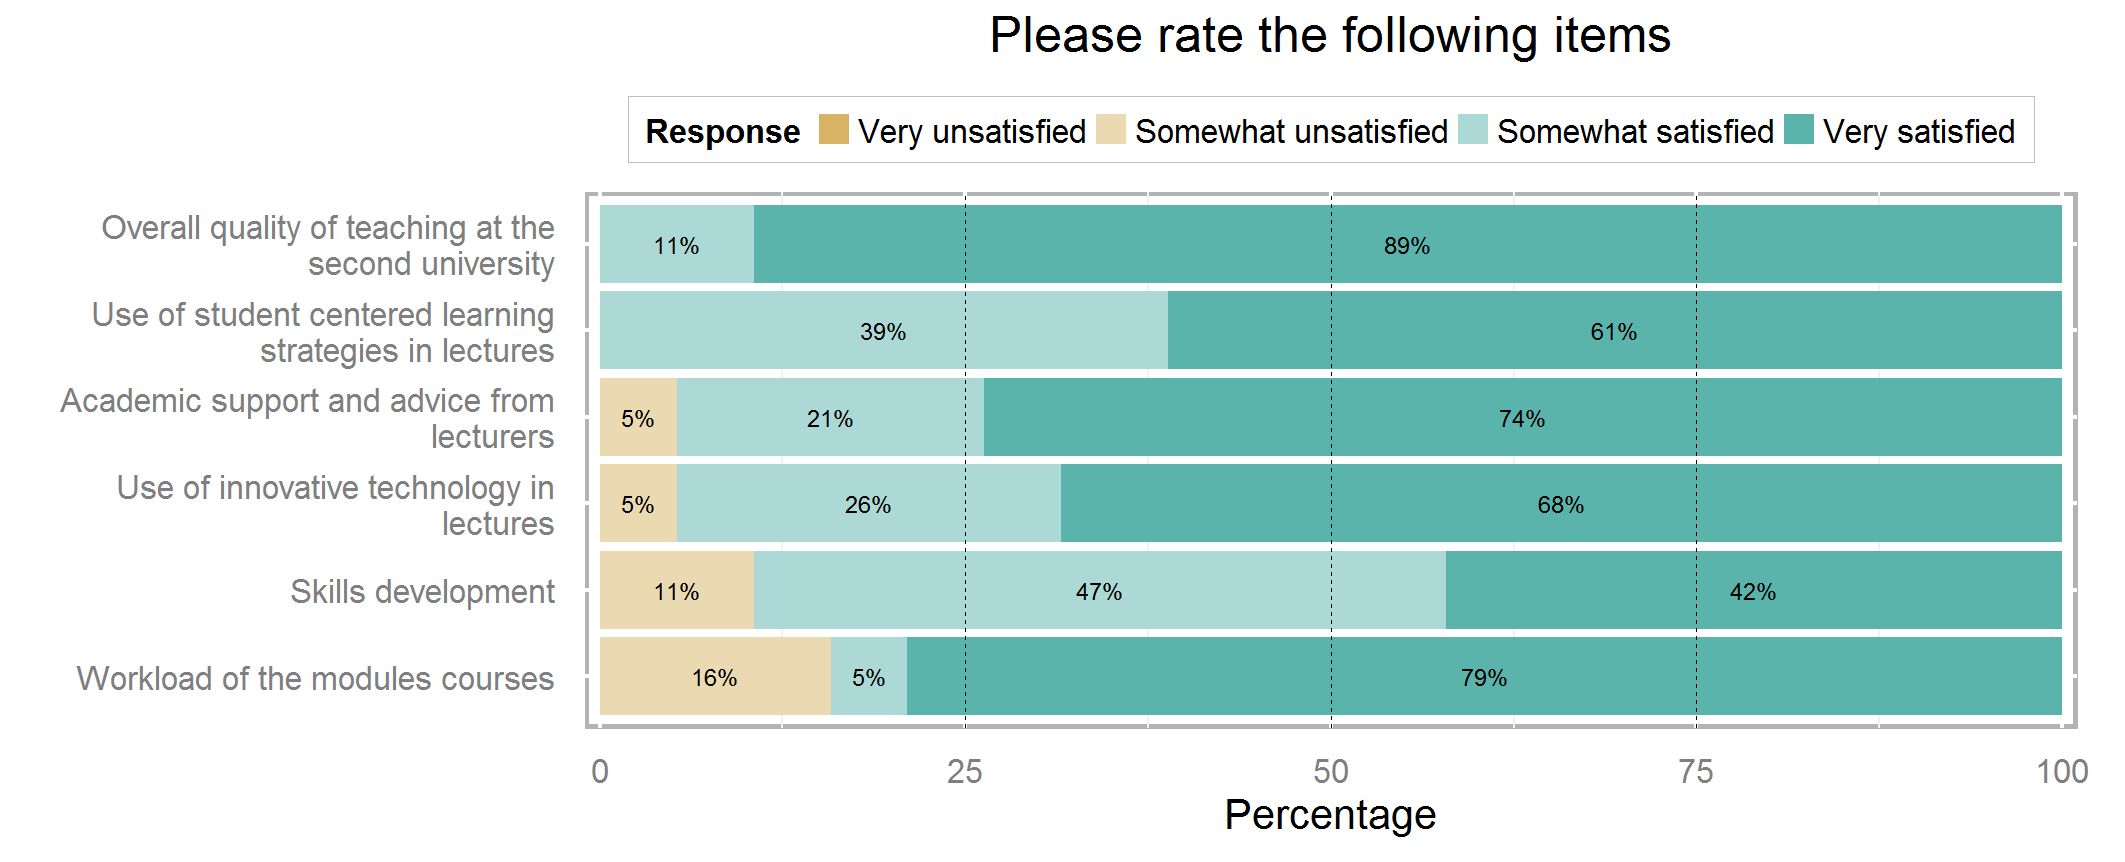 Please rate the following items
Response Very unsatisfied Somewhat unsatisfied Somewhat satisfied Very satisfied
Overall quality of teaching at the
second university
11% 89%
Use of student centered learning
strategies in lectures
39% 61%
Academic support and advice from
lecturers
5% 21% 74%
Use of innovative technology in
lectures
5% 26% 68%
Skills development
11% 47% 42%
Workload of the modules courses
16% 5% 79%
0 25 50 75 100
Percentage